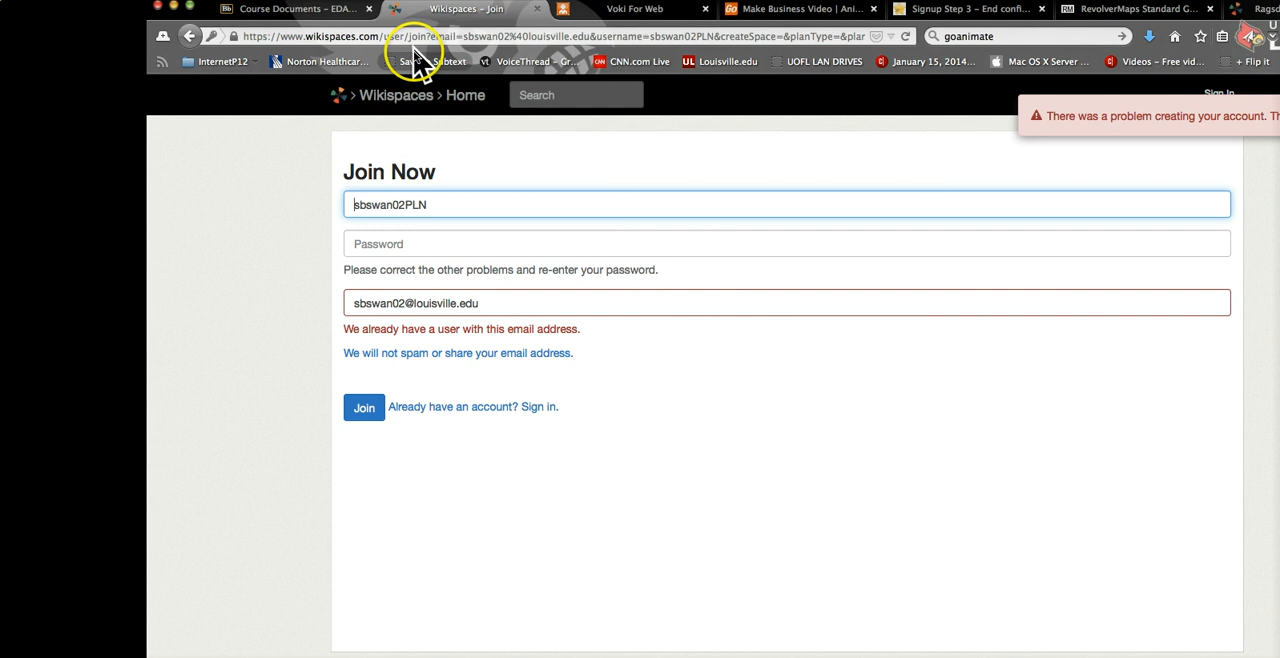 Course Documents – EDA... Wikispaces – Join Voki For Web Make Business Video | Ani... Signup Step 3 – End confi... RevolverMaps Standard G... Ragsd
https://www.wikispaces.com/user/join?email=sbswan02%40louisville.edu&username=sbswan02PLN&createSpace=&planType=&plar goanimate
InternetP12 Norton Healthcar... Subtext VoiceThread – Gr... CNN.com Live Louisville.edu UOFL LAN DRIVES January 15, 2014... Mac OS X Server ... Videos – Free vid... + Flip it
> Wikispaces > Home Search Sign In
There was a problem creating your account. Th
Join Now
sbswan02PLN
Password
Please correct the other problems and re-enter your password.
sbswan02@louisville.edu
We already have a user with this email address.
We will not spam or share your email address.
Join Already have an account? Sign in.